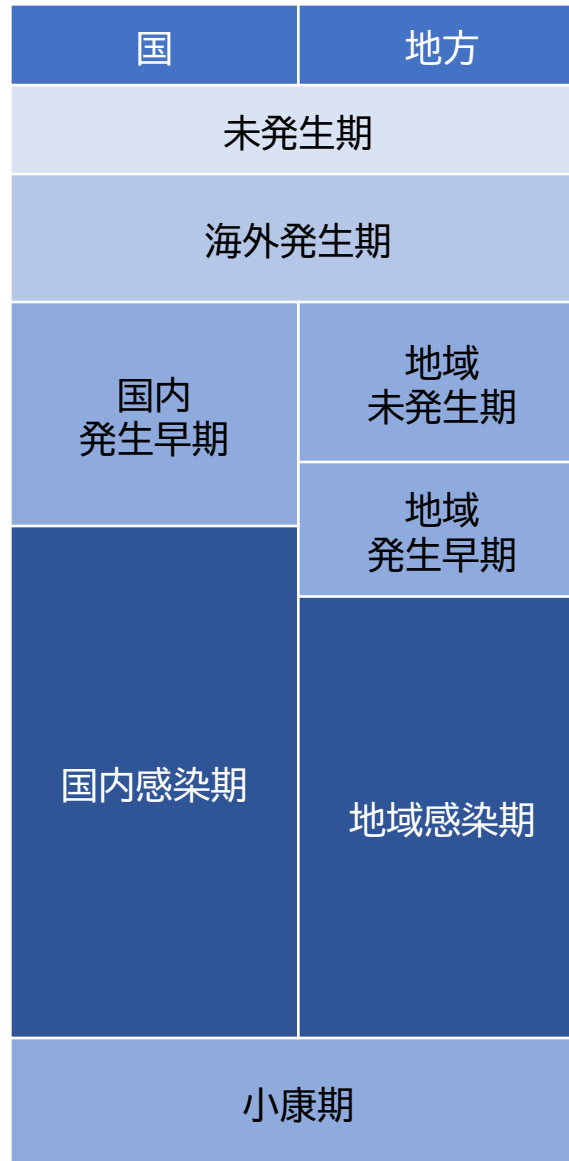 国 地方
未発生期
海外発生期
国内
発生早期
地域
未発生期
地域
発生早期
国内感染期
地域感染期
小康期